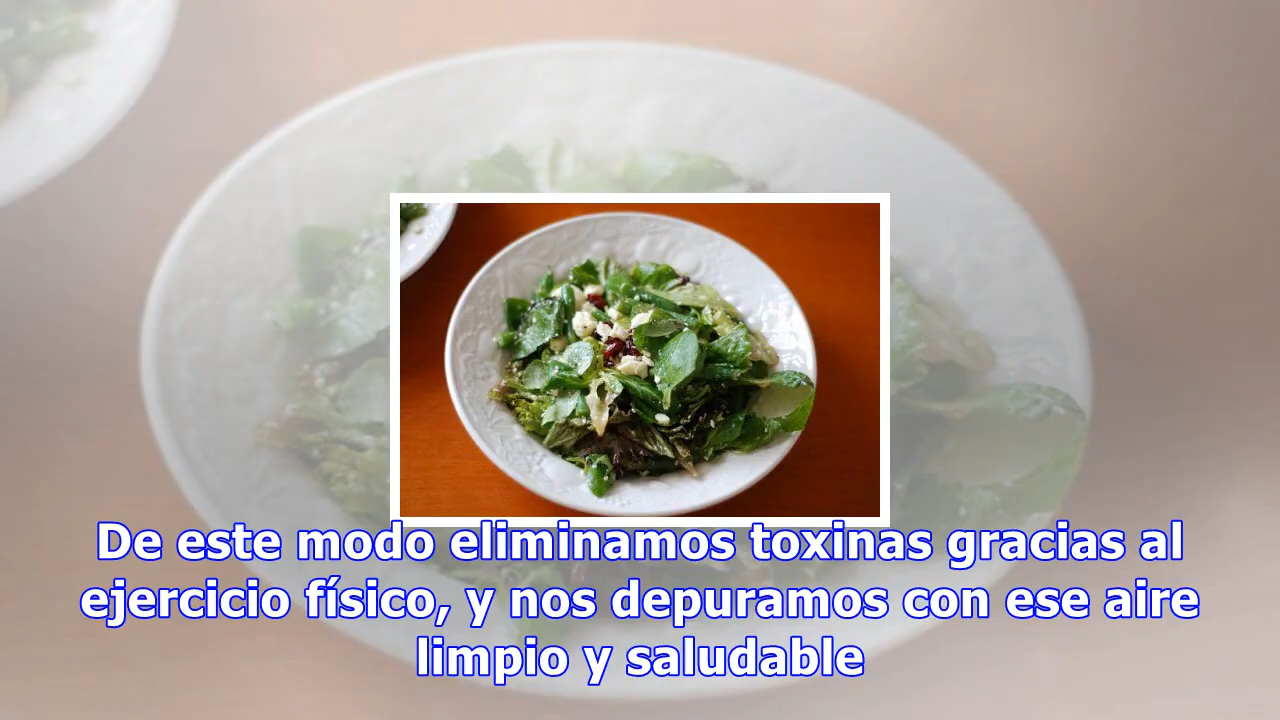 De este modo eliminamos toxinas gracias al
ejercicio físico, y nos depuramos con ese aire
limpio y saludable